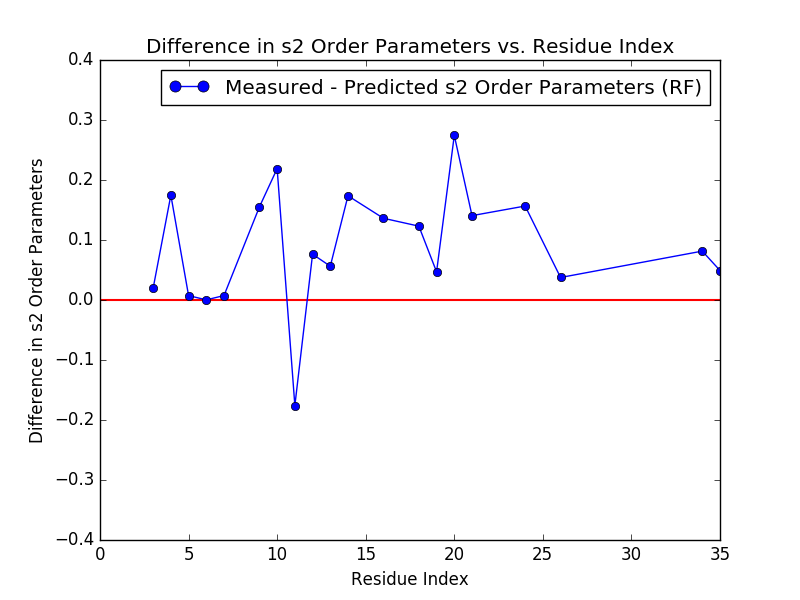 Difference in s2 Order Parameters vs. Residue Index
Measured - Predicted s2 Order Parameters (RF)
0.4
0.3
0.2
0.1
0.0
−0.1
−0.2
−0.3
−0.4
Difference in s2 Order Parameters
0 5 10 15 20 25 30 35
Residue Index